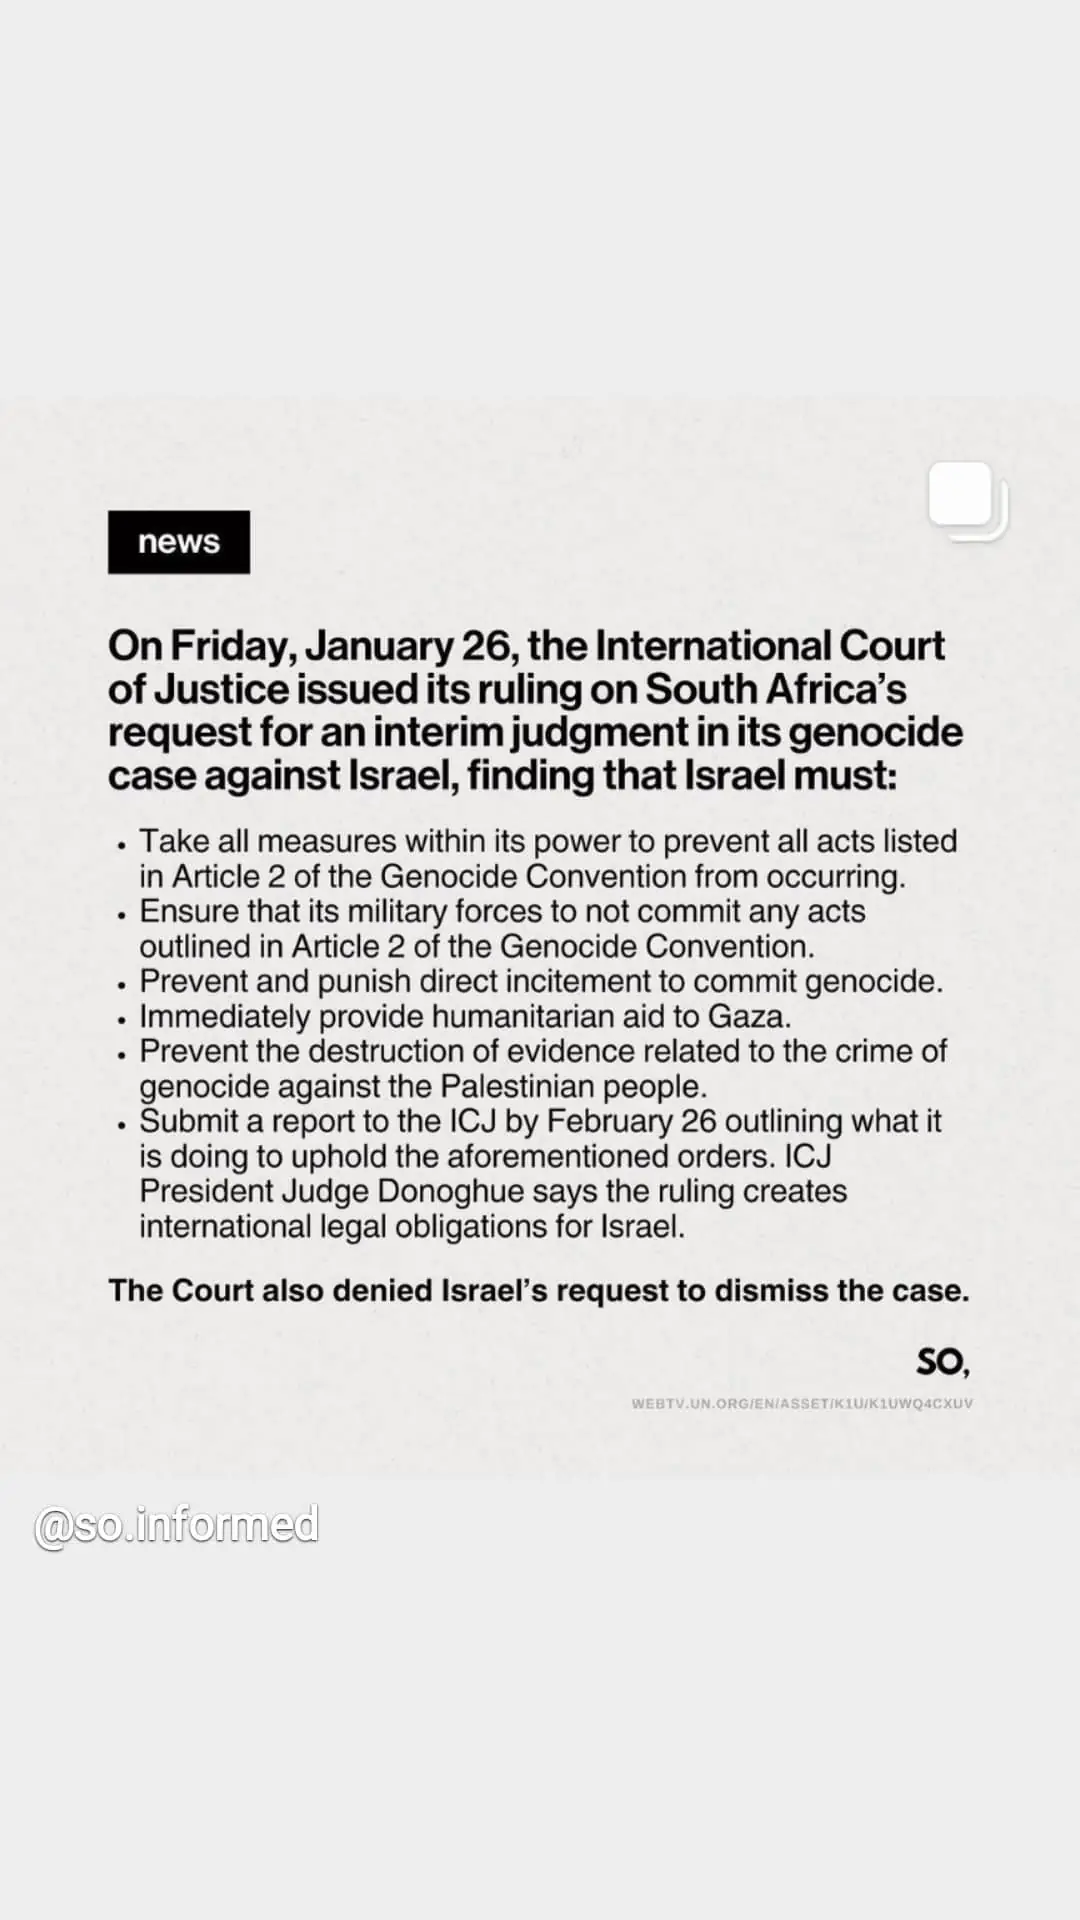 news
On Friday, January 26, the International Court
of Justice issued its ruling on South Africa’s
request for an interim judgment in its genocide
case against Israel, finding that Israel must:
• Take all measures within its power to prevent all acts listed
in Article 2 of the Genocide Convention from occurring.
• Ensure that its military forces to not commit any acts
outlined in Article 2 of the Genocide Convention.
• Prevent and punish direct incitement to commit genocide.
• Immediately provide humanitarian aid to Gaza.
• Prevent the destruction of evidence related to the crime of
genocide against the Palestinian people.
• Submit a report to the ICJ by February 26 outlining what it
is doing to uphold the aforementioned orders. ICJ
President Judge Donoghue says the ruling creates
international legal obligations for Israel.
The Court also denied Israel’s request to dismiss the case.
SO,
WEBTV.UN.ORG/EN/ASSET/K1U/K1UWQ4CXUV
@so.informed